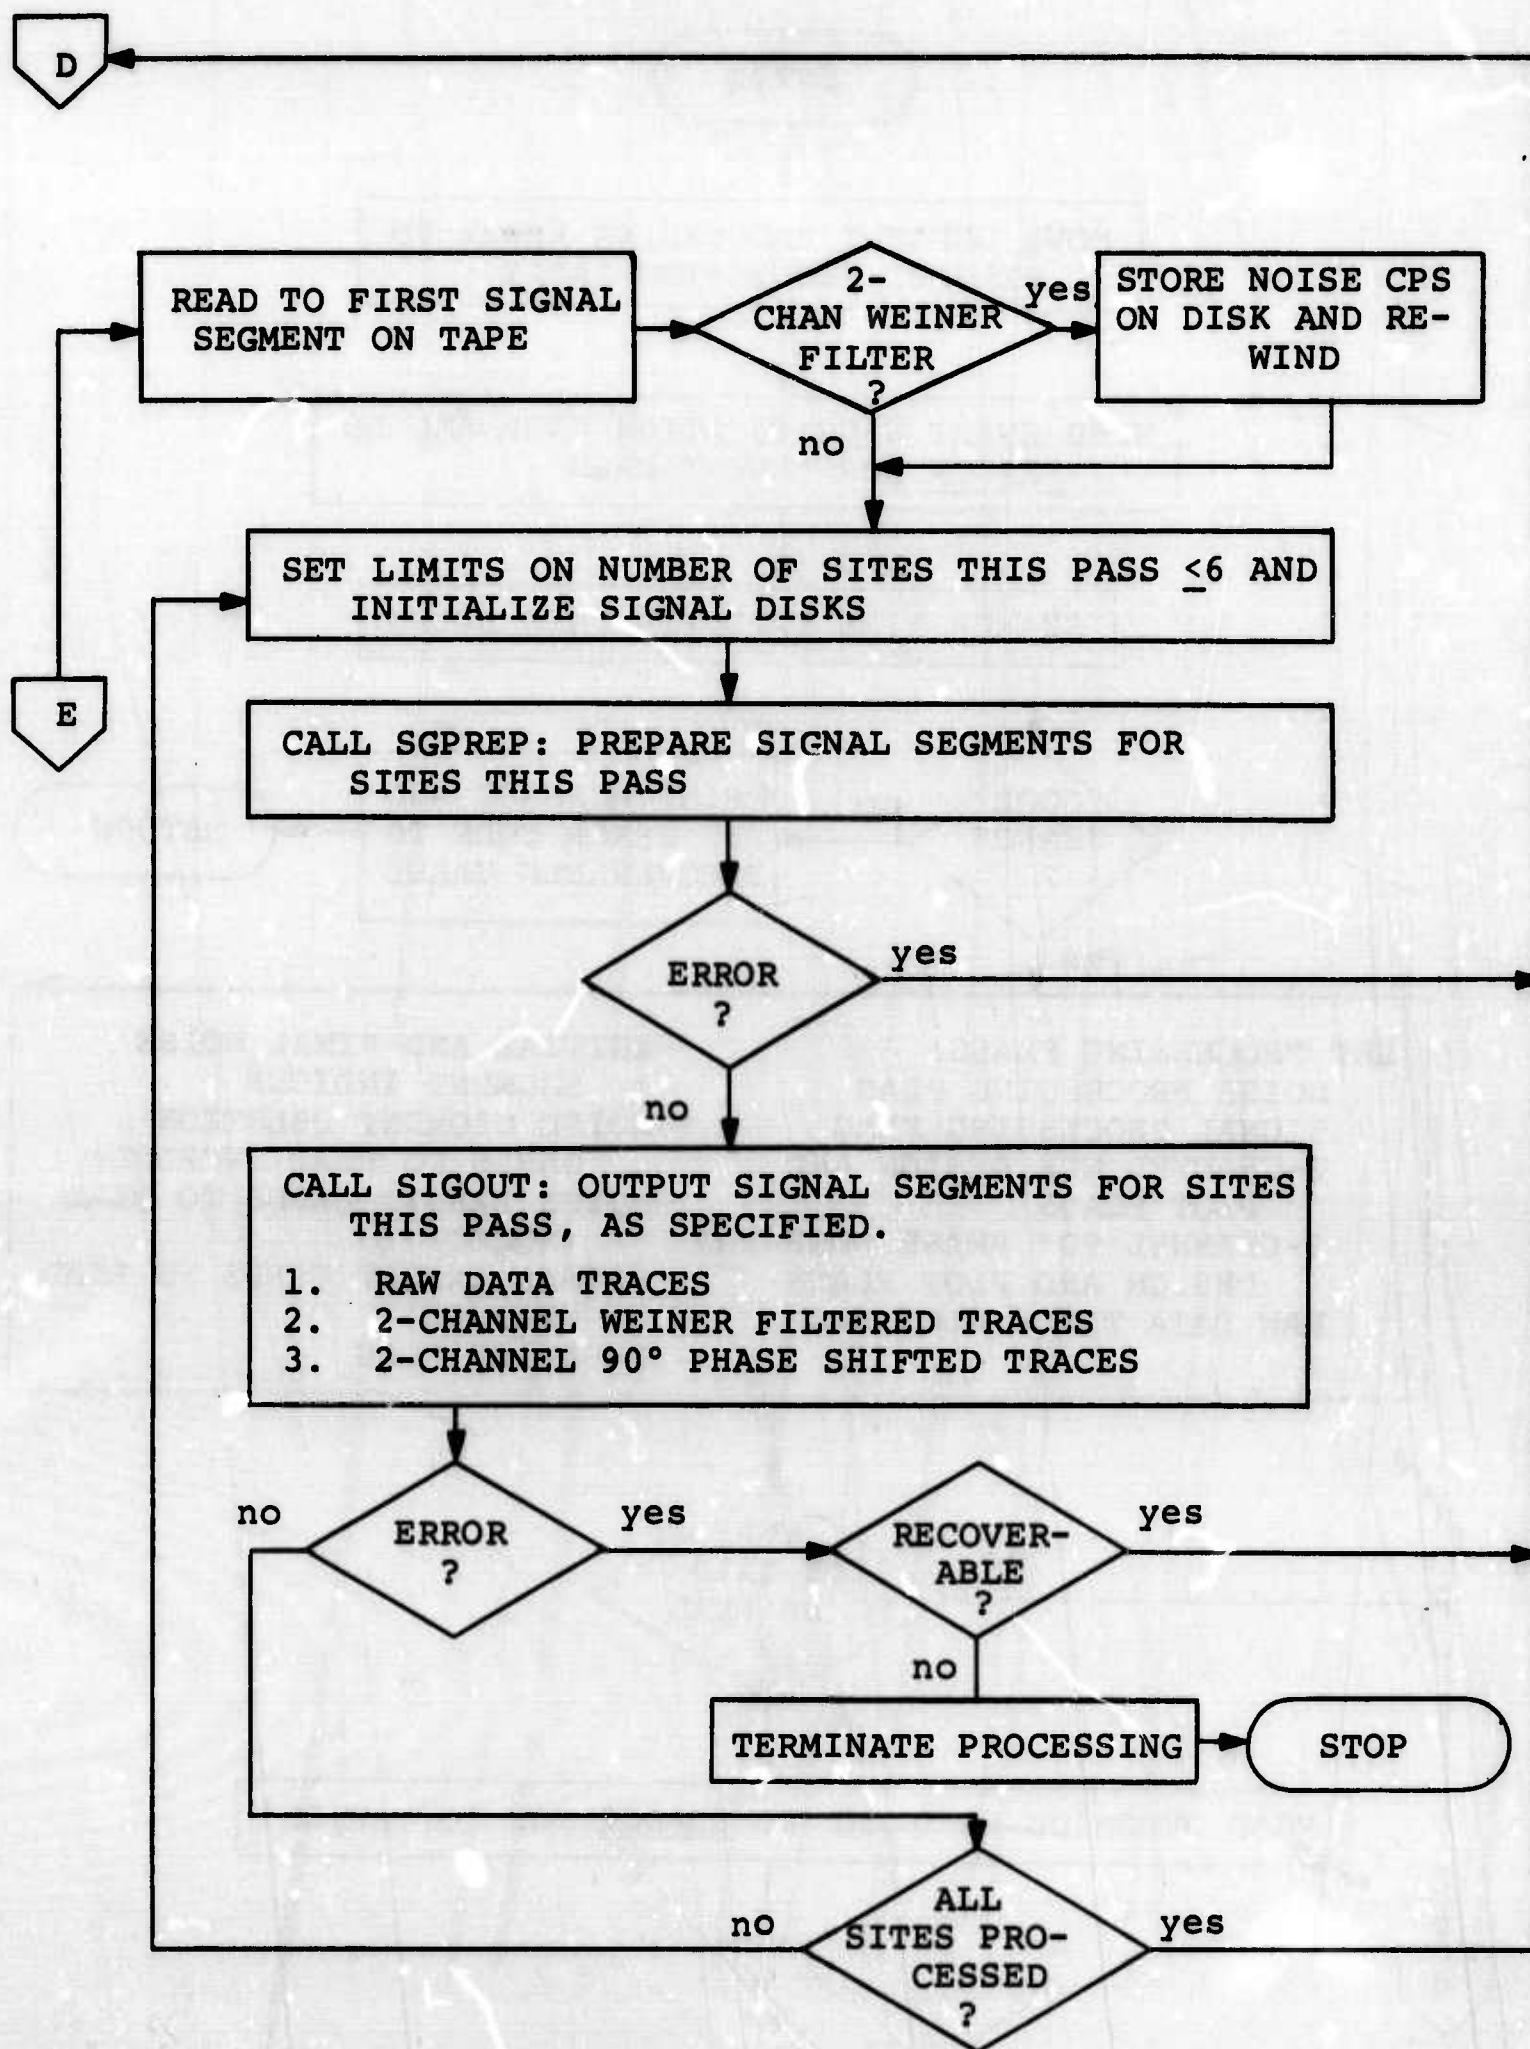 D
READ TO FIRST SIGNAL
SEGMENT ON TAPE
2-
CHAN WEINER
FILTER
?
yes
STORE NOISE CPS
ON DISK AND RE-
WIND
no
SET LIMITS ON NUMBER OF SITES THIS PASS ≤6 AND
INITIALIZE SIGNAL DISKS
E
CALL SGPREP: PREPARE SIGNAL SEGMENTS FOR
SITES THIS PASS
ERROR
?
yes
no
CALL SIGOUT: OUTPUT SIGNAL SEGMENTS FOR SITES
THIS PASS, AS SPECIFIED.
1. RAW DATA TRACES
2. 2-CHANNEL WEINER FILTERED TRACES
3. 2-CHANNEL 90° PHASE SHIFTED TRACES
no
ERROR
?
yes
RECOVER-
ABLE
?
yes
no
TERMINATE PROCESSING
STOP
no
ALL
SITES PRO-
CESSED
?
yes